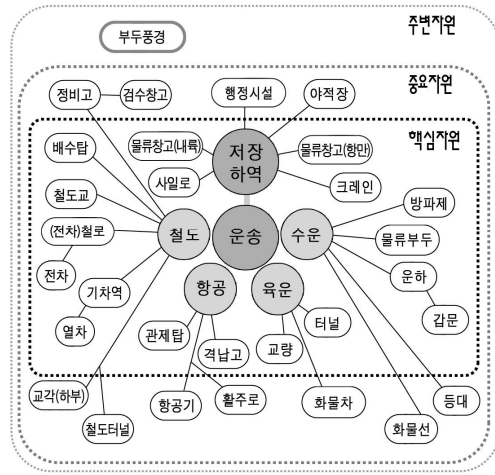 주변자원
부두풍경
중요자원
정비고
검수창고
행정시설
야적장
핵심자원
배수탑
물류창고(내륙)
저장
하역
물류창고(항만)
사일로
크레인
철도교
방파제
(전차)철로
철도
운송
수운
물류부두
전차
기차역
항공
육운
운하
열차
관제탑
격납고
교량
터널
갑문
교각(하부)
철도터널
항공기
활주로
화물차
화물선
등대